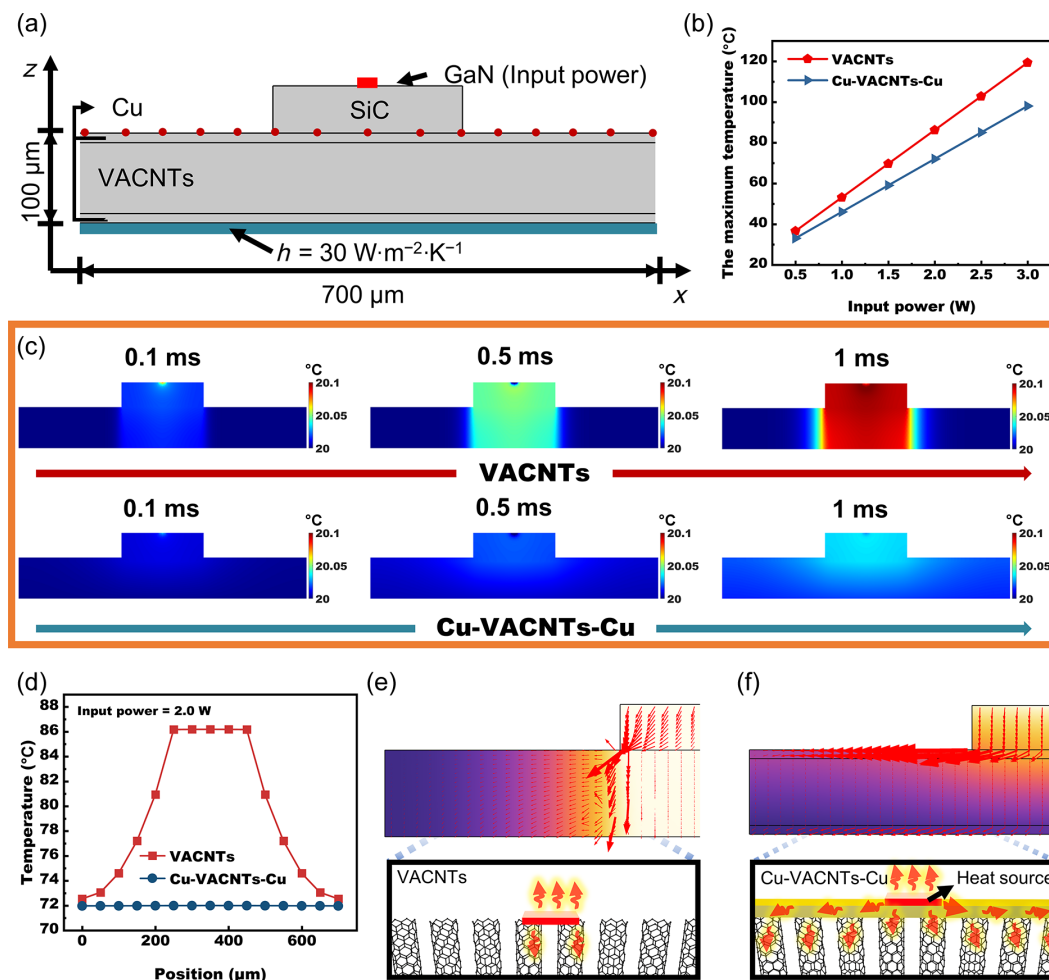 (a)
z
GaN (Input power)
Cu
SiC
VACNTs
100 μm
h = 30 W·m⁻²·K⁻¹
700 μm
x
(b)
The maximum temperature (°C)
120
100
80
60
40
20
VACNTs
Cu-VACNTs-Cu
0.5 1.0 1.5 2.0 2.5 3.0
Input power (W)
(c)
0.1 ms
0.5 ms
1 ms
°C
20.1
20.05
20
°C
20.1
20.05
20
°C
20.1
20.05
20
VACNTs
0.1 ms
0.5 ms
1 ms
°C
20.1
20.05
20
°C
20.1
20.05
20
°C
20.1
20.05
20
Cu-VACNTs-Cu
(d)
Temperature (°C)
88
86
84
82
80
78
76
74
72
70
Input power = 2.0 W
VACNTs
Cu-VACNTs-Cu
0 200 400 600
Position (μm)
(e)
VACNTs
(f)
Cu-VACNTs-Cu
Heat source